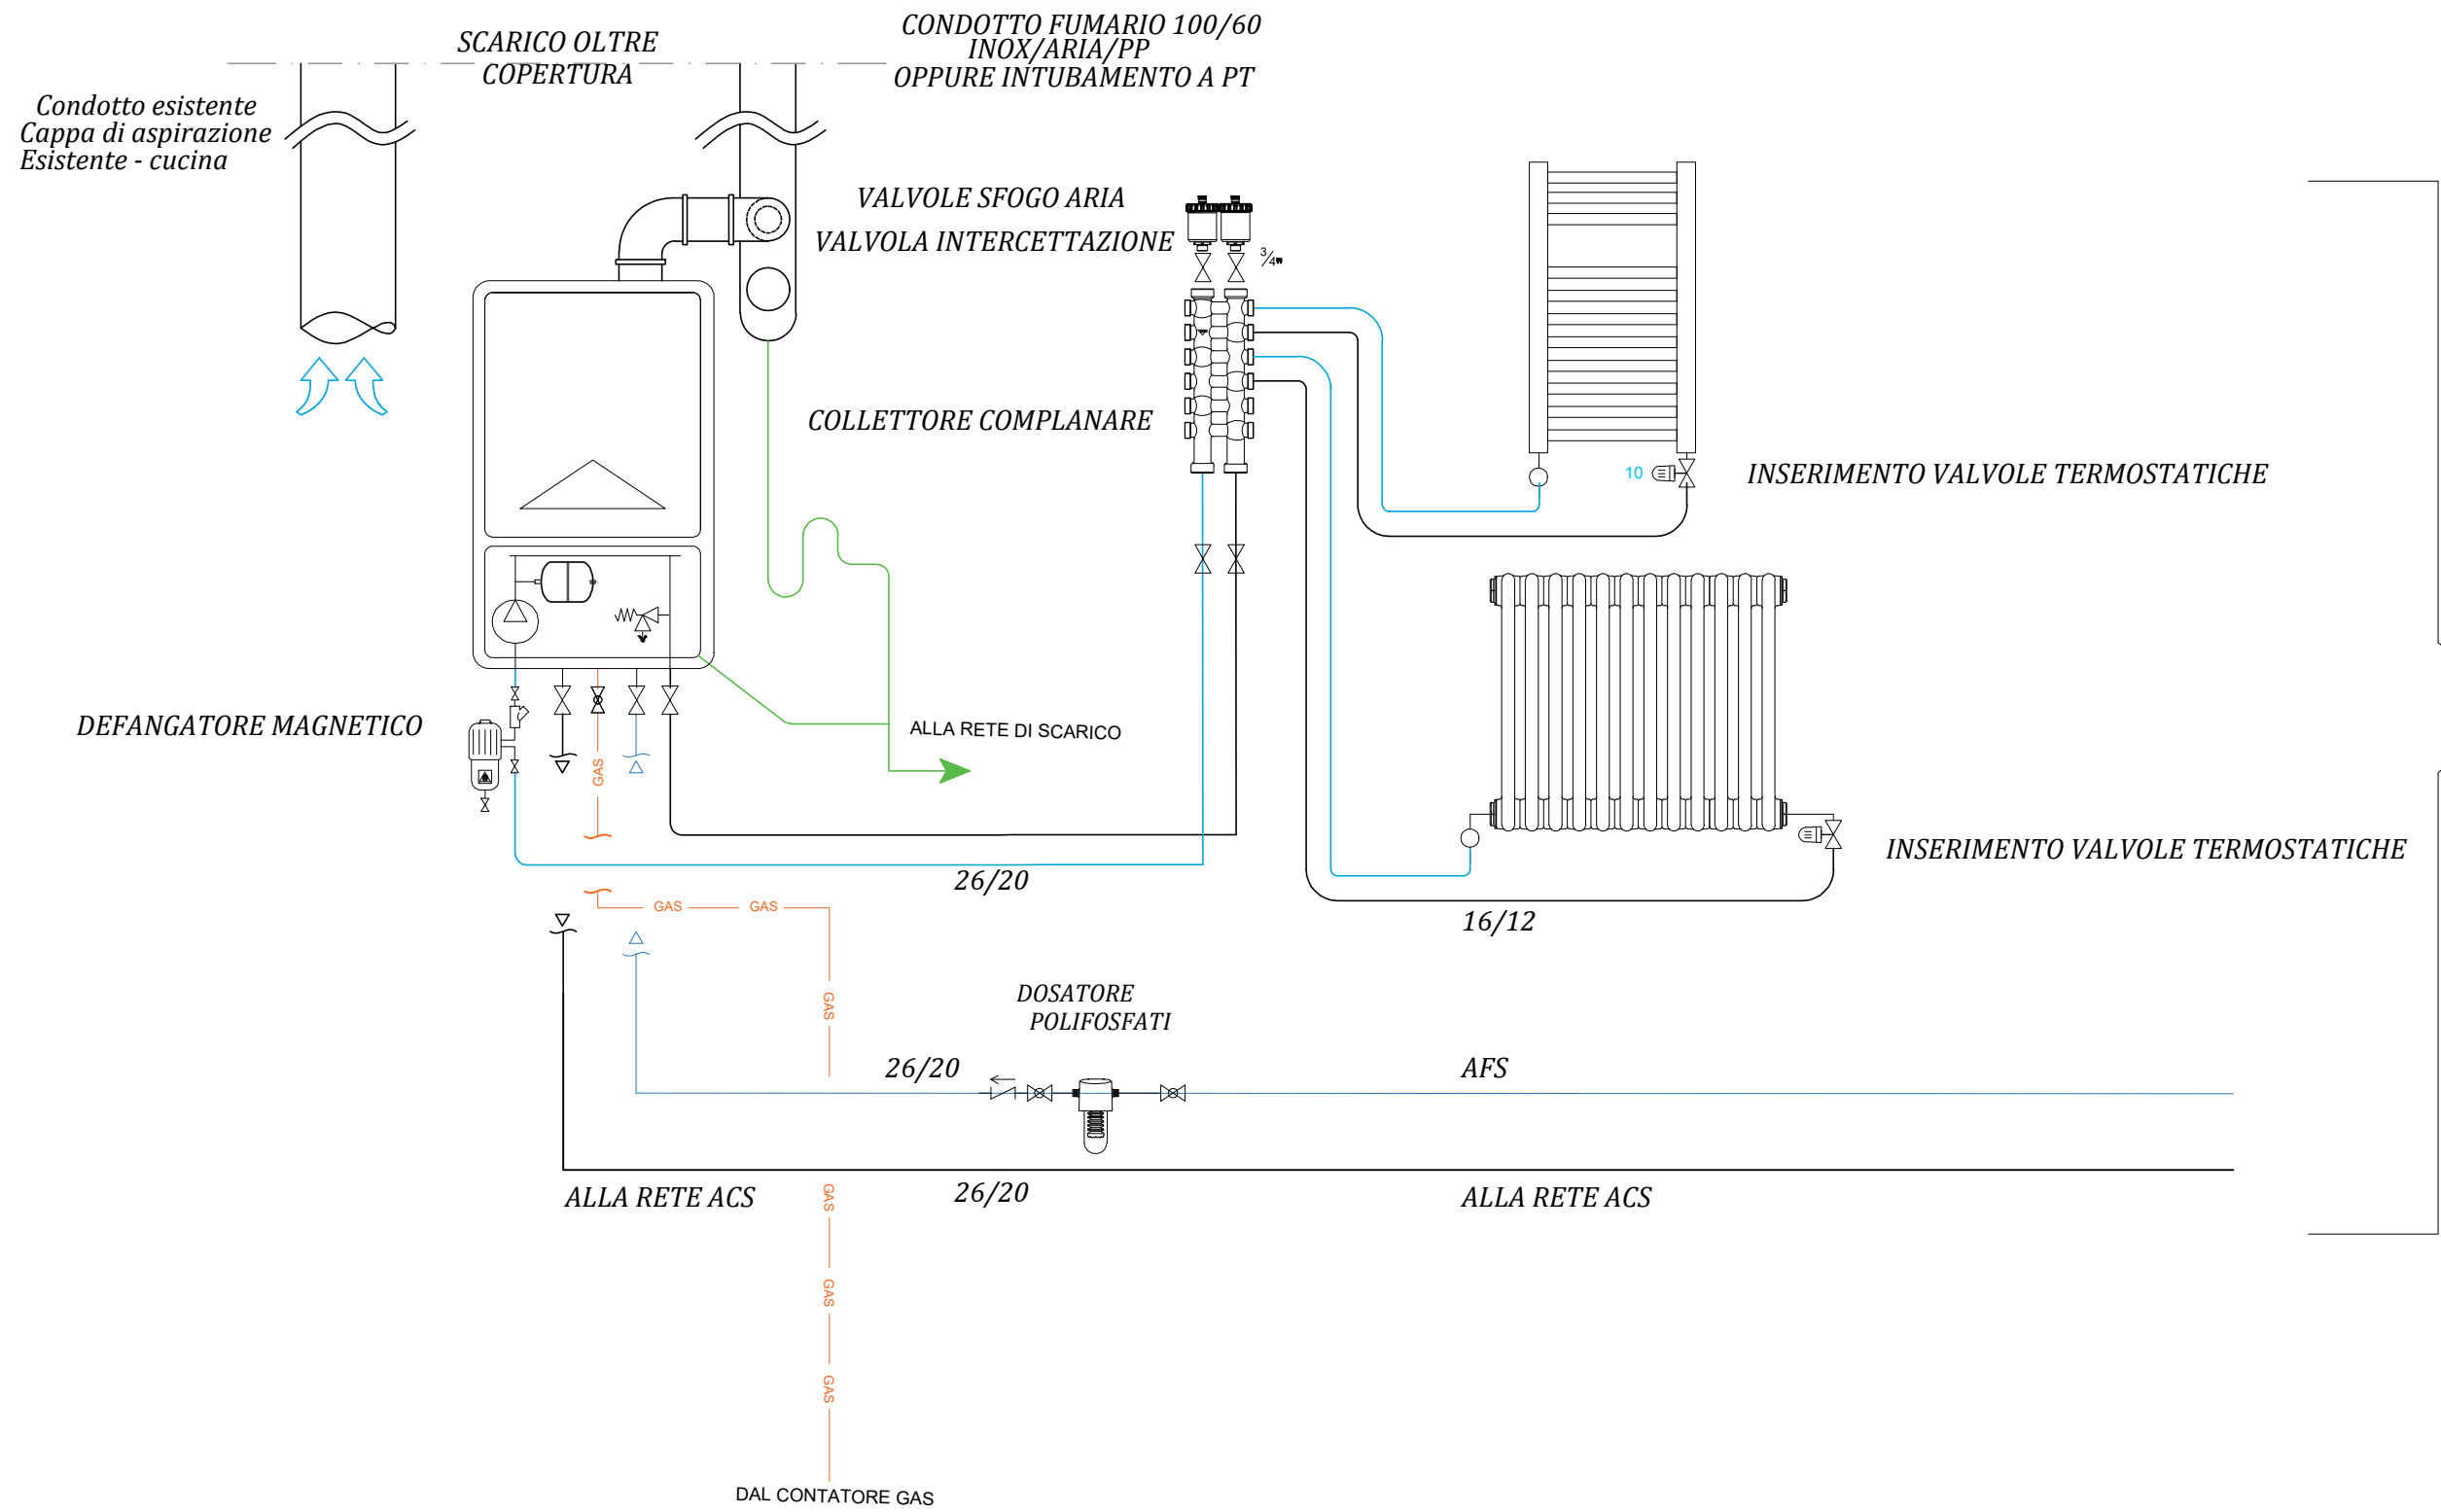 CONDOTTO FUMARIO 100/60
INOX/ARIA/PP
OPPURE INTUBAMENTO A PT
SCARICO OLTRE
COPERTURA
Condotto esistente
Cappa di aspirazione
Esistente - cucina
VALVOLE SFOGO ARIA
VALVOLA INTERCETTAZIONE
3/4"
COLLETTORE COMPLANARE
10
INSERIMENTO VALVOLE TERMOSTATICHE
DEFANGATORE MAGNETICO
ALLA RETE DI SCARICO
GAS
INSERIMENTO VALVOLE TERMOSTATICHE
26/20
GAS
GAS
16/12
GAS
DOSATORE
POLIFOSFATI
26/20
AFS
ALLA RETE ACS
GAS
26/20
ALLA RETE ACS
GAS
GAS
DAL CONTATORE GAS